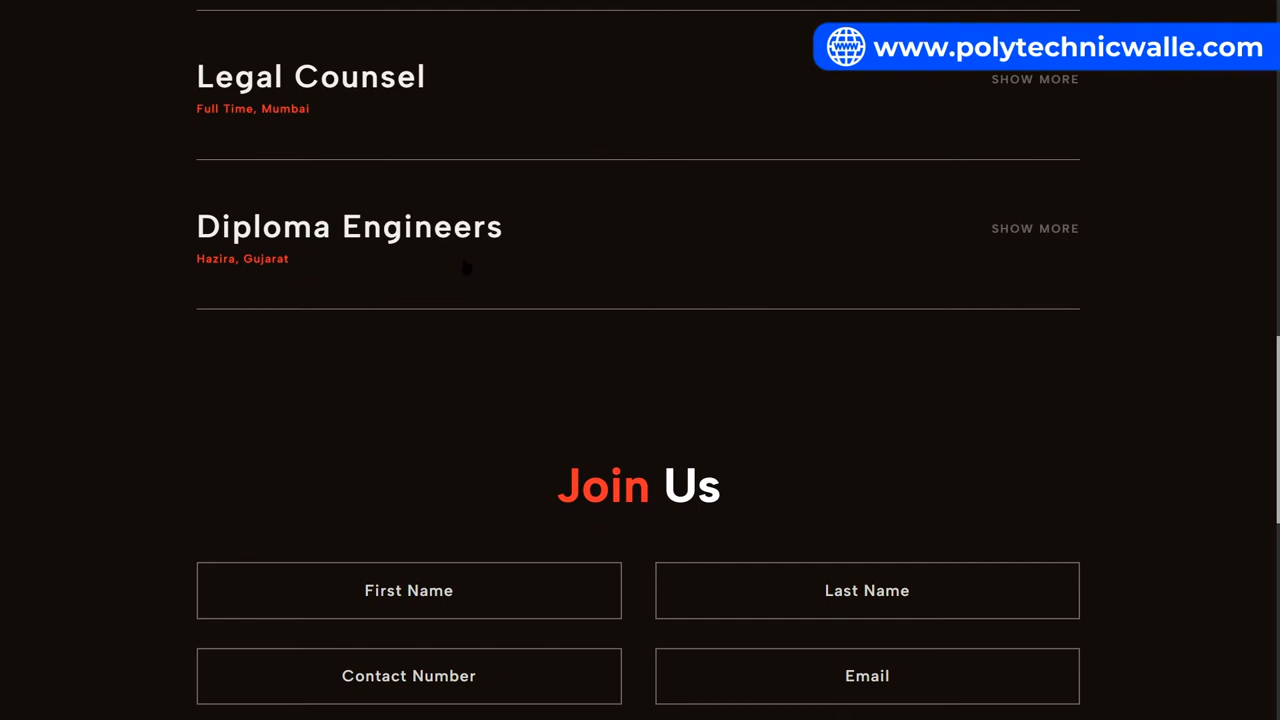 www.polytechnicwalle.com
Legal Counsel
SHOW MORE
Full Time, Mumbai
Diploma Engineers
SHOW MORE
Hazira, Gujarat
Join Us
First Name
Last Name
Contact Number
Email